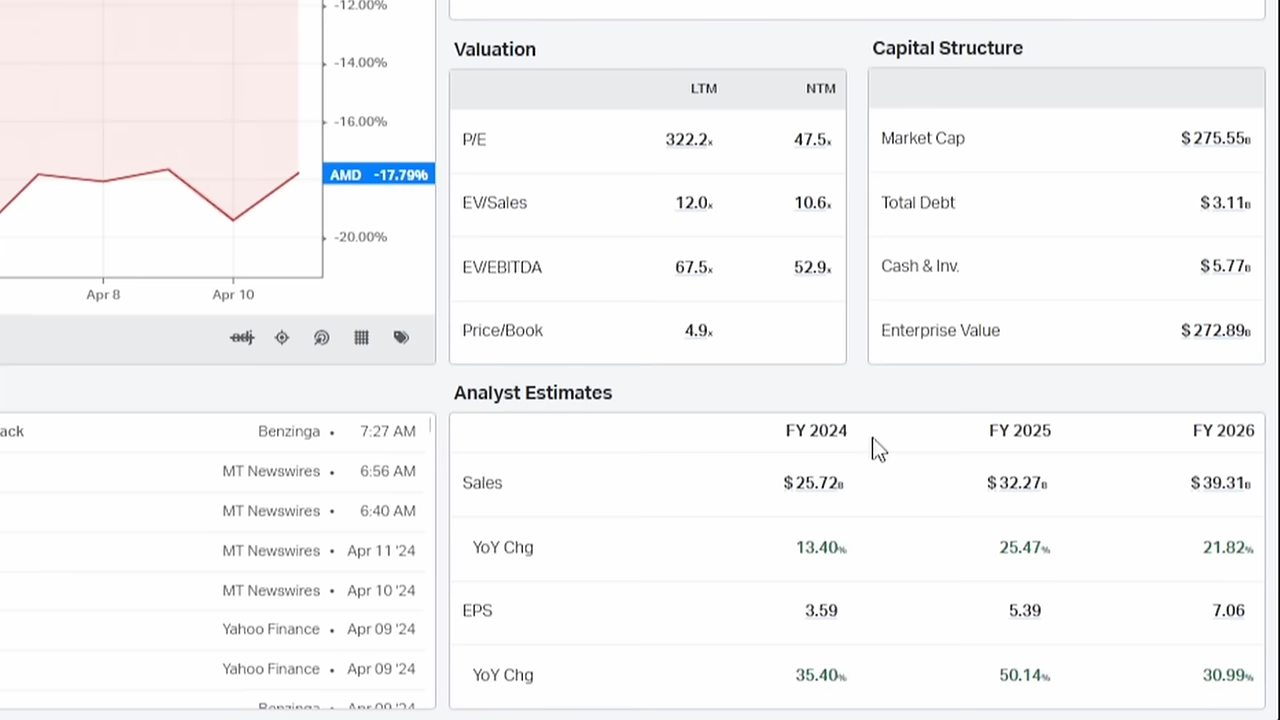 -12.00%
-14.00%
-16.00%
AMD -17.79%
-20.00%
Apr 8 Apr 10
adj
ack Benzinga • 7:27 AM
MT Newswires • 6:56 AM
MT Newswires • 6:40 AM
MT Newswires • Apr 11 '24
MT Newswires • Apr 10 '24
Yahoo Finance • Apr 09 '24
Yahoo Finance • Apr 09 '24
Benzinga • Apr 09 '24
Valuation
LTM NTM
P/E 322.2x 47.5x
EV/Sales 12.0x 10.6x
EV/EBITDA 67.5x 52.9x
Price/Book 4.9x
Capital Structure
Market Cap $275.55B
Total Debt $3.11B
Cash & Inv. $5.77B
Enterprise Value $272.89B
Analyst Estimates
FY 2024 FY 2025 FY 2026
Sales $25.72B $32.27B $39.31B
YoY Chg 13.40% 25.47% 21.82%
EPS 3.59 5.39 7.06
YoY Chg 35.40% 50.14% 30.99%